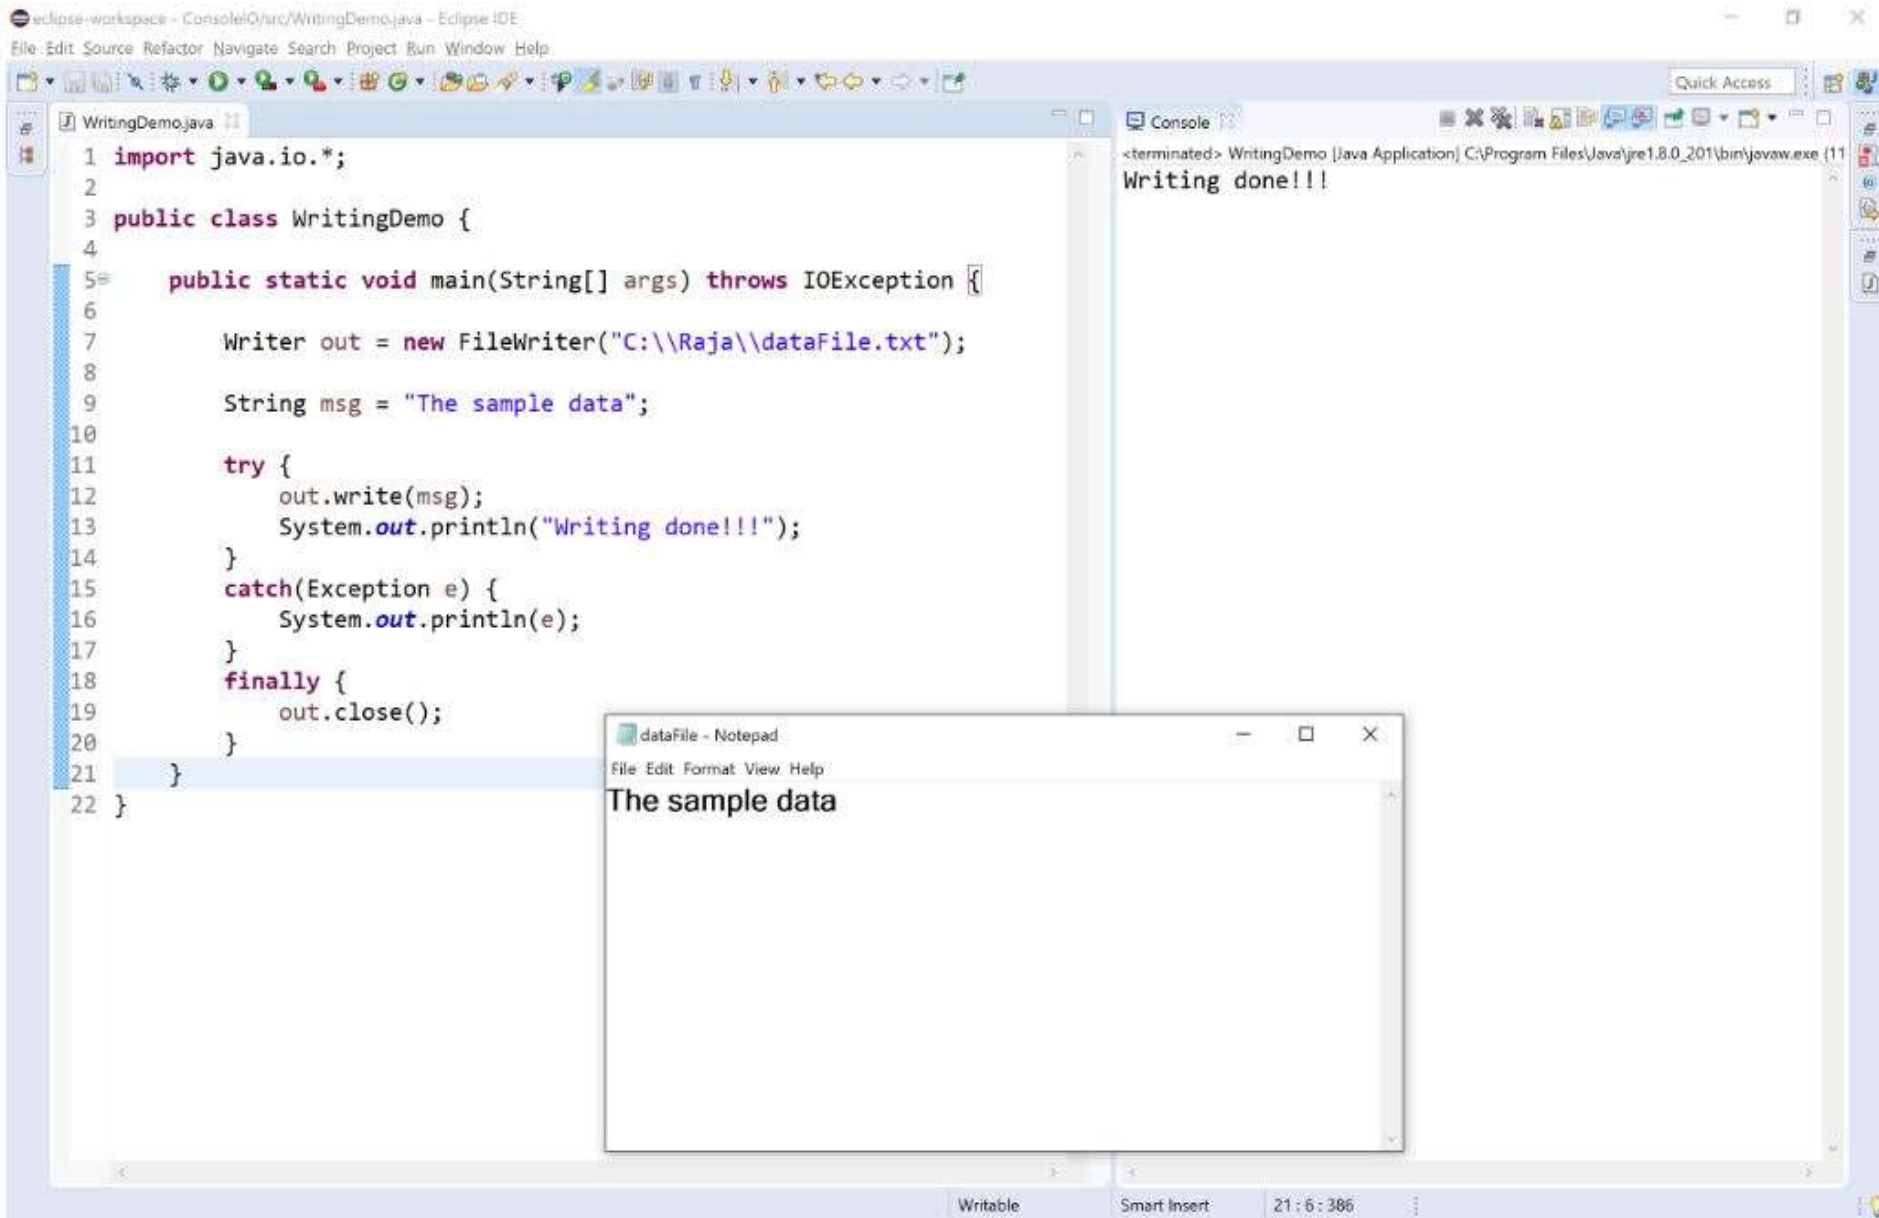 eclipse-workspace - ConsoleIO/src/WritingDemo.java - Eclipse IDE
File Edit Source Refactor Navigate Search Project Run Window Help
Quick Access
WritingDemo.java
1 import java.io.*;
2
3 public class WritingDemo {
4
5 public static void main(String[] args) throws IOException {
6
7 Writer out = new FileWriter("C:\\Raja\\dataFile.txt");
8
9 String msg = "The sample data";
10
11 try {
12 out.write(msg);
13 System.out.println("Writing done!!!");
14 }
15 catch(Exception e) {
16 System.out.println(e);
17 }
18 finally {
19 out.close();
20 }
21 }
22 }
Console
<terminated> WritingDemo [Java Application] C:\Program Files\Java\jre1.8.0_201\bin\javaw.exe (11
Writing done!!!
dataFile - Notepad
File Edit Format View Help
The sample data
Writable
Smart Insert
21 : 6 : 386